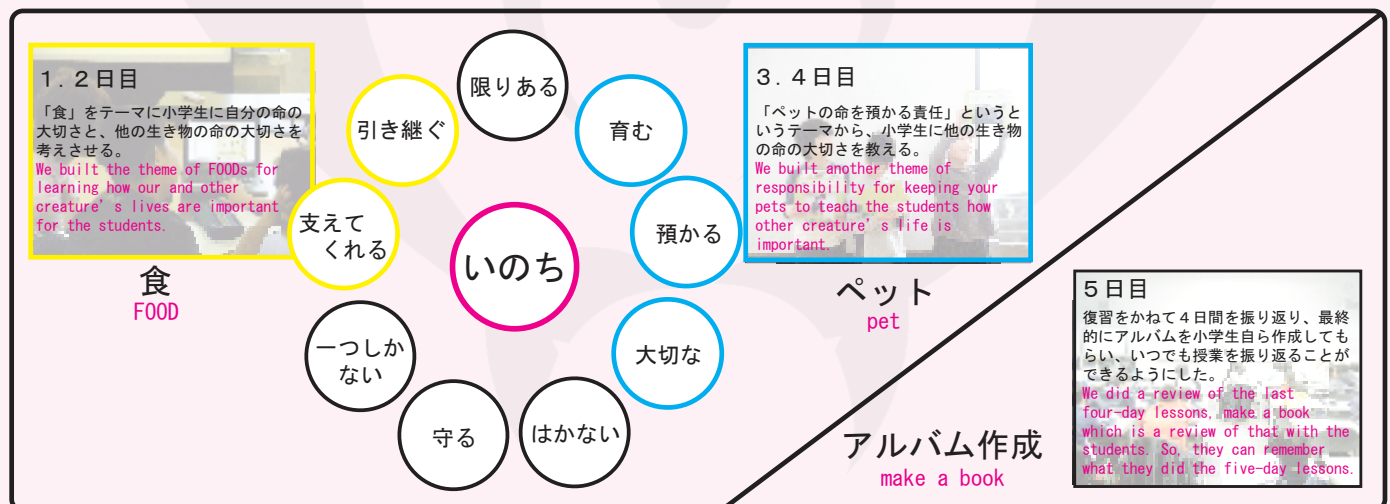 1．2日目
「食」をテーマに小学生に自分の命の
大切さと、他の生き物の命の大切さを
考えさせる。
We built the theme of FOODs for
learning how our and other
creature’s lives are important
for the students.
食
FOOD
限りある
引き継ぐ
育む
支えて
くれる
預かる
いのち
一つしか
ない
大切な
守る
はかない
3．4日目
「ペットの命を預かる責任」というと
いうテーマから、小学生に他の生き物
の命の大切さを教える。
We built another theme of
responsibility for keeping your
pets to teach the students how
other creature’s life is
important.
ペット
pet
5日目
復習をかねて４日間を振り返り、最終
的にアルバムを小学生自ら作成しても
らい、いつでも授業を振り返ることが
できるようにした。
We did a review of the last
four-day lessons, make a book
which is a review of that with the
students. So, they can remember
what they did the five-day lessons.
アルバム作成
make a book